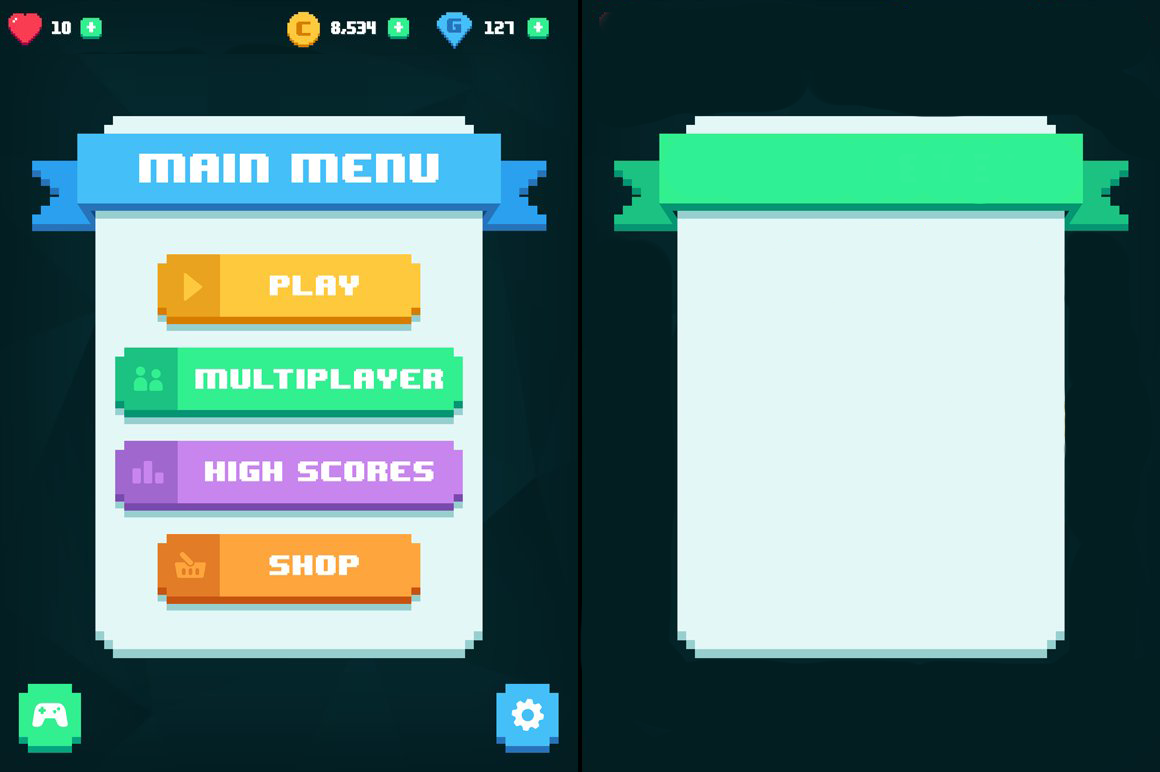 10
C 8,534
G 127
MAIN MENU
PLAY
MULTIPLAYER
HIGH SCORES
SHOP